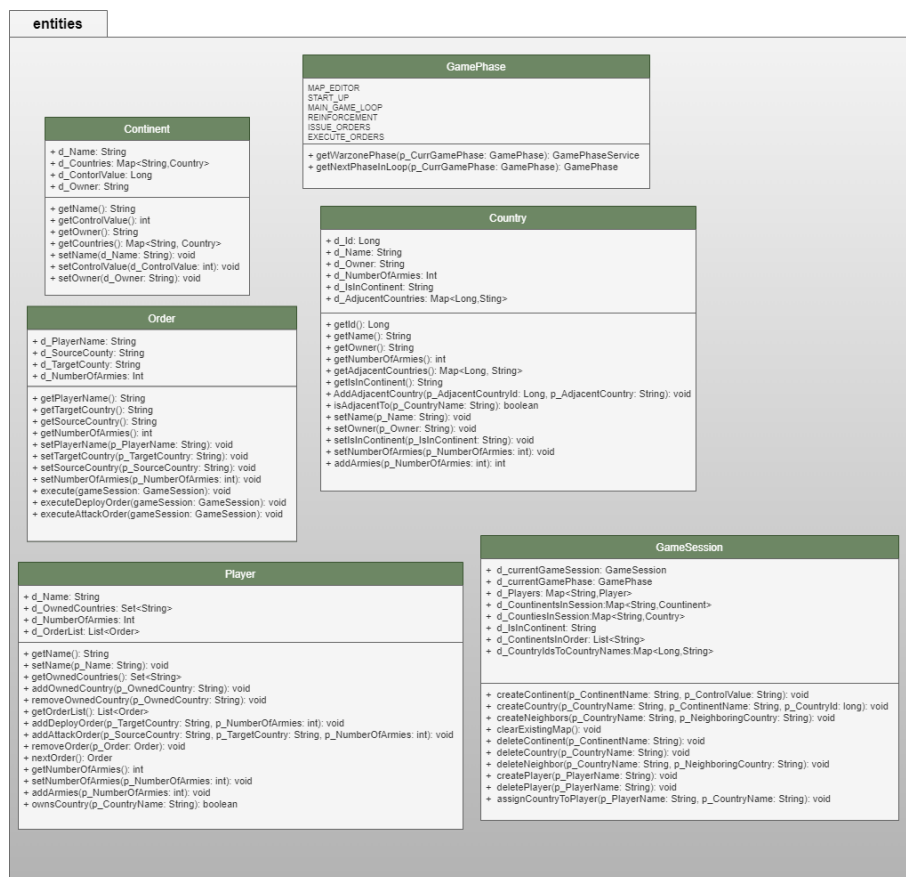 entities
GamePhase
MAP_EDITOR
START_UP
MAIN_GAME_LOOP
REINFORCEMENT
ISSUE_ORDERS
EXECUTE_ORDERS
+ getWarzonePhase(p_CurrGamePhase: GamePhase): GamePhaseService
+ getNextPhaseInLoop(p_CurrGamePhase: GamePhase): GamePhase
Continent
+ d_Name: String
+ d_Countries: Map<String,Country>
+ d_ContorlValue: Long
+ d_Owner: String
+ getName(): String
+ getControlValue(): int
+ getOwner(): String
+ getCountries(): Map<String, Country>
+ setName(d_Name: String): void
+ setControlValue(d_ControlValue: int): void
+ setOwner(d_Owner: String): void
Country
+ d_Id: Long
+ d_Name: String
+ d_Owner: String
+ d_NumberOfArmies: Int
+ d_IsInContinent: String
+ d_AdjucentCountries: Map<Long,Sting>
+ getId(): Long
+ getName(): String
+ getOwner(): String
+ getNumberOfArmies(): int
+ getAdjacentCountries(): Map<Long, String>
+ getIsInContinent(): String
+ AddAdjacentCountry(p_AdjacentCountryId: Long, p_AdjacentCountry: String): void
+ isAdjacentTo(p_CountryName: String): boolean
+ setName(p_Name: String): void
+ setOwner(p_Owner: String): void
+ setIsInContinent(p_IsInContinent: String): void
+ setNumberOfArmies(p_NumberOfArmies: int): void
+ addArmies(p_NumberOfArmies: int): int
Order
+ d_PlayerName: String
+ d_SourceCounty: String
+ d_TargetCounty: String
+ d_NumberOfArmies: Int
+ getPlayerName(): String
+ getTargetCountry(): String
+ getSourceCountry(): String
+ getNumberOfArmies(): int
+ setPlayerName(p_PlayerName: String): void
+ setTargetCountry(p_TargetCountry: String): void
+ setSourceCountry(p_SourceCountry: String): void
+ setNumberOfArmies(p_NumberOfArmies: int): void
+ execute(gameSession: GameSession): void
+ executeDeployOrder(gameSession: GameSession): void
+ executeAttackOrder(gameSession: GameSession): void
Player
+ d_Name: String
+ d_OwnedCountries: Set<String>
+ d_NumberOfArmies: Int
+ d_OrderList: List<Order>
+ getName(): String
+ setName(p_Name: String): void
+ getOwnedCountries(): Set<String>
+ addOwnedCountry(p_OwnedCountry: String): void
+ removeOwnedCountry(p_OwnedCountry: String): void
+ getOrderList(): List<Order>
+ addDeployOrder(p_TargetCountry: String, p_NumberOfArmies: int): void
+ addAttackOrder(p_SourceCountry: String, p_TargetCountry: String, p_NumberOfArmies: int): void
+ removeOrder(p_Order: Order): void
+ nextOrder(): Order
+ getNumberOfArmies(): int
+ setNumberOfArmies(p_NumberOfArmies: int): void
+ addArmies(p_NumberOfArmies: int): void
+ ownsCountry(p_CountryName: String): boolean
GameSession
+ d_currentGameSession: GameSession
+ d_currentGamePhase: GamePhase
+ d_Players: Map<String,Player>
+ d_CountinentsInSession:Map<String,Countinent>
+ d_CountiesInSession:Map<String,Country>
+ d_IsInContinent: String
+ d_ContinentsInOrder: List<String>
+ d_CountryIdsToCountryNames:Map<Long,String>
+ createContinent(p_ContinentName: String, p_ControlValue: String): void
+ createCountry(p_CountryName: String, p_ContinentName: String, p_CountryId: long): void
+ createNeighbors(p_CountryName: String, p_NeighboringCountry: String): void
+ clearExistingMap(): void
+ deleteContinent(p_ContinentName: String): void
+ deleteCountry(p_CountryName: String): void
+ deleteNeighbor(p_CountryName: String, p_NeighboringCountry: String): void
+ createPlayer(p_PlayerName: String): void
+ deletePlayer(p_PlayerName: String): void
+ assignCountryToPlayer(p_PlayerName: String, p_CountryName: String): void